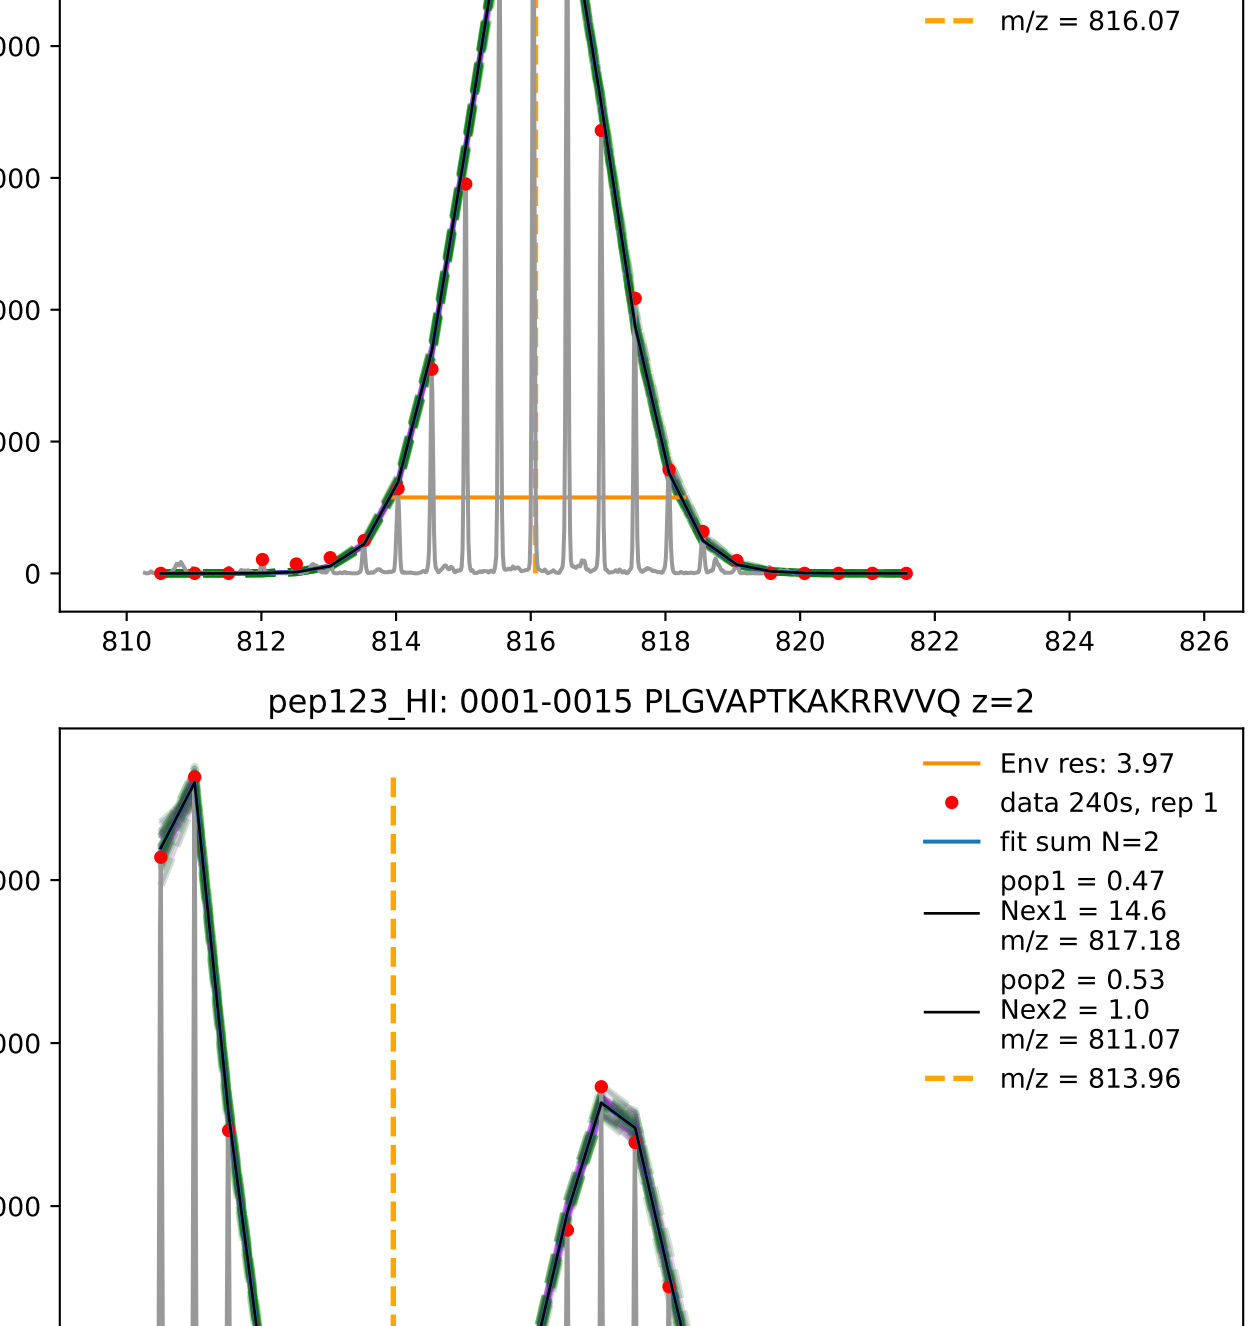 m/z = 816.07
000
000
000
000
0
810 812 814 816 818 820 822 824 826
pep123_HI: 0001-0015 PLGVAPTKAKRRVVQ z=2
Env res: 3.97
data 240s, rep 1
fit sum N=2
pop1 = 0.47
Nex1 = 14.6
m/z = 817.18
pop2 = 0.53
Nex2 = 1.0
m/z = 811.07
m/z = 813.96
000
000
000